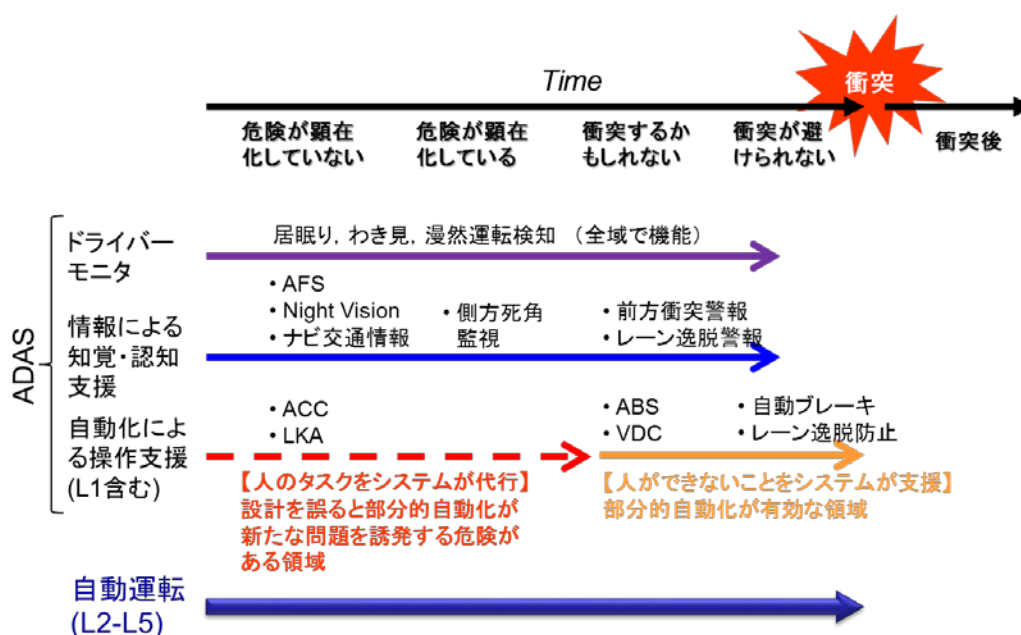 Time
衝突
危険が顕在
化していない
危険が顕在
化している
衝突するか
もしれない
衝突が避
けられない
衝突後
ADAS
ドライバー
モニタ
居眠り，わき見，漫然運転検知 （全域で機能）
情報による
知覚・認知
支援
・AFS
・Night Vision
・ナビ交通情報
・側方死角
監視
・前方衝突警報
・レーン逸脱警報
自動化によ
る操作支援
(L1含む)
・ACC
・LKA
・ABS
・VDC
・自動ブレーキ
・レーン逸脱防止
【人のタスクをシステムが代行】
設計を誤ると部分的自動化が
新たな問題を誘発する危険が
ある領域
【人ができないことをシステムが支援】
部分的自動化が有効な領域
自動運転
(L2-L5)